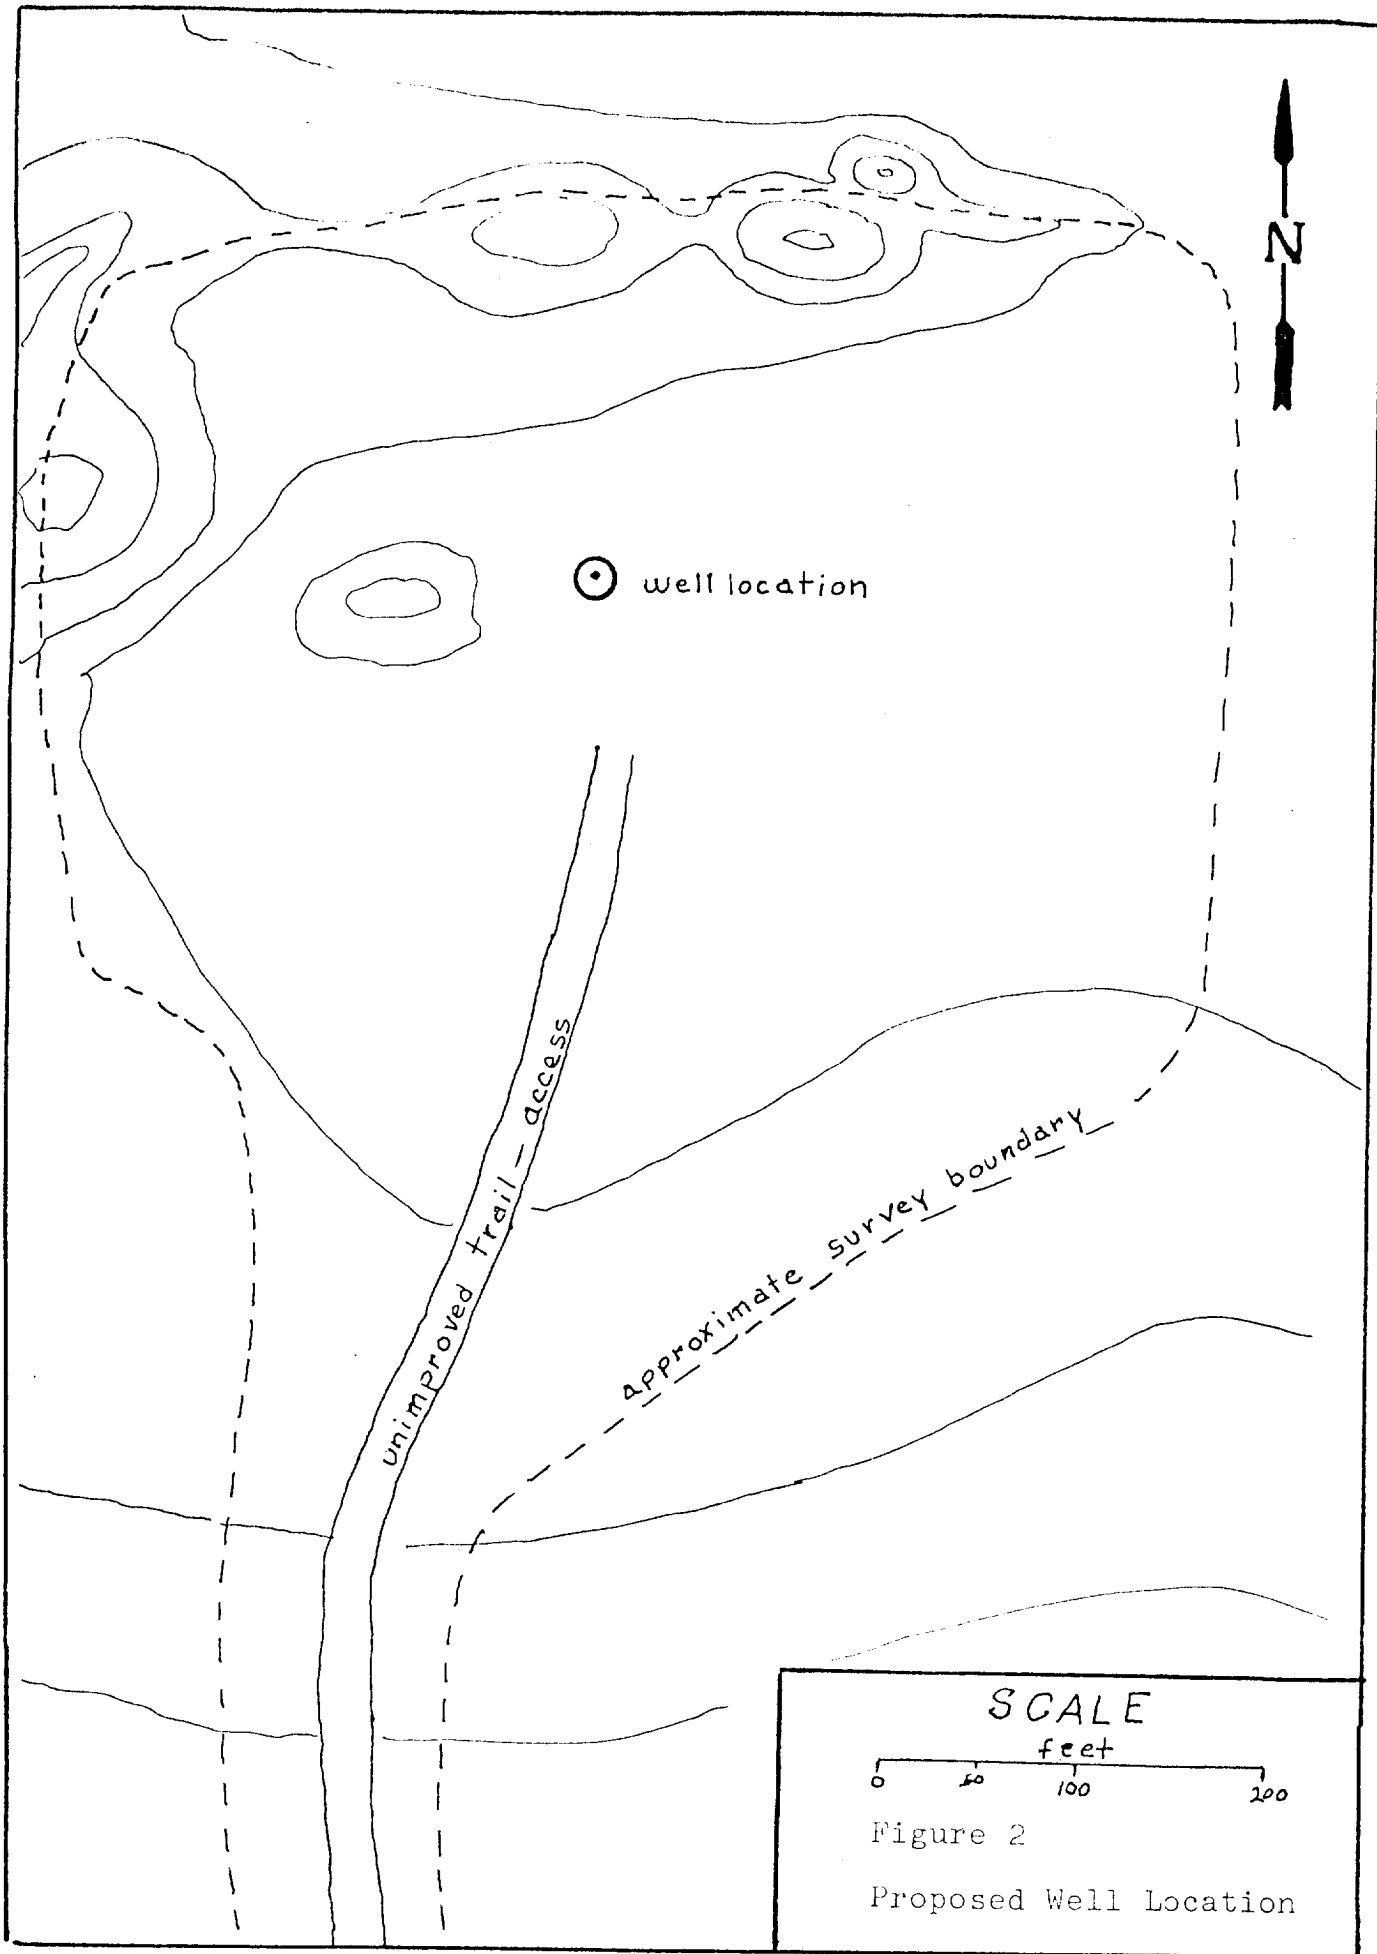 N
well location
unimproved trail - access
approximate survey boundary
SCALE
feet
0 50 100 200
Figure 2
Proposed Well Location